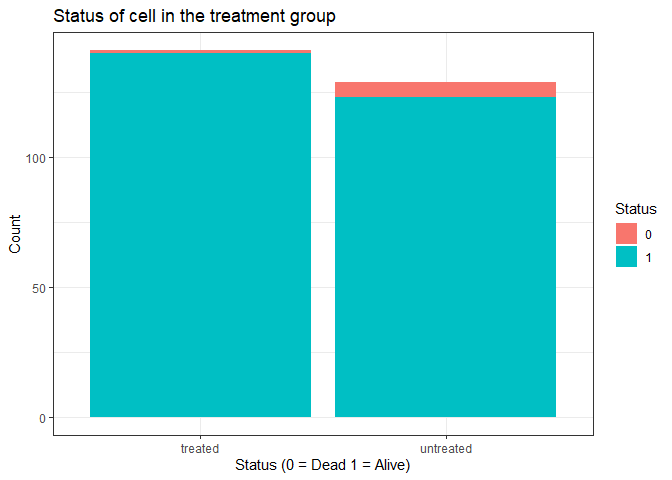 Status of cell in the treatment group
Count
100
50
0
treated
untreated
Status (0 = Dead 1 = Alive)
Status
0
1